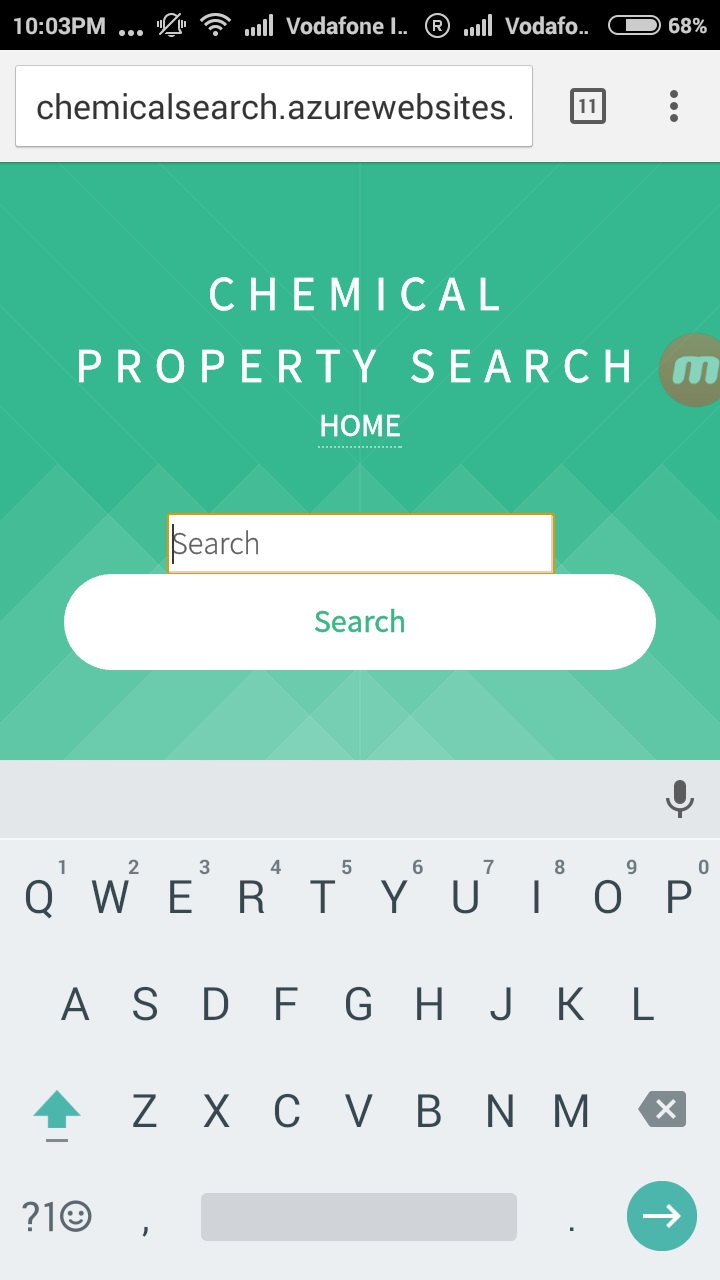 10:03PM ... Vodafone I.. R Vodafo.. 68%
chemicalsearch.azurewebsites.
11
CHEMICAL
PROPERTY SEARCH
m
HOME
Search
Search
1 2 3 4 5 6 7 8 9 0
Q W E R T Y U I O P
A S D F G H J K L
Z X C V B N M
?1☺ , .